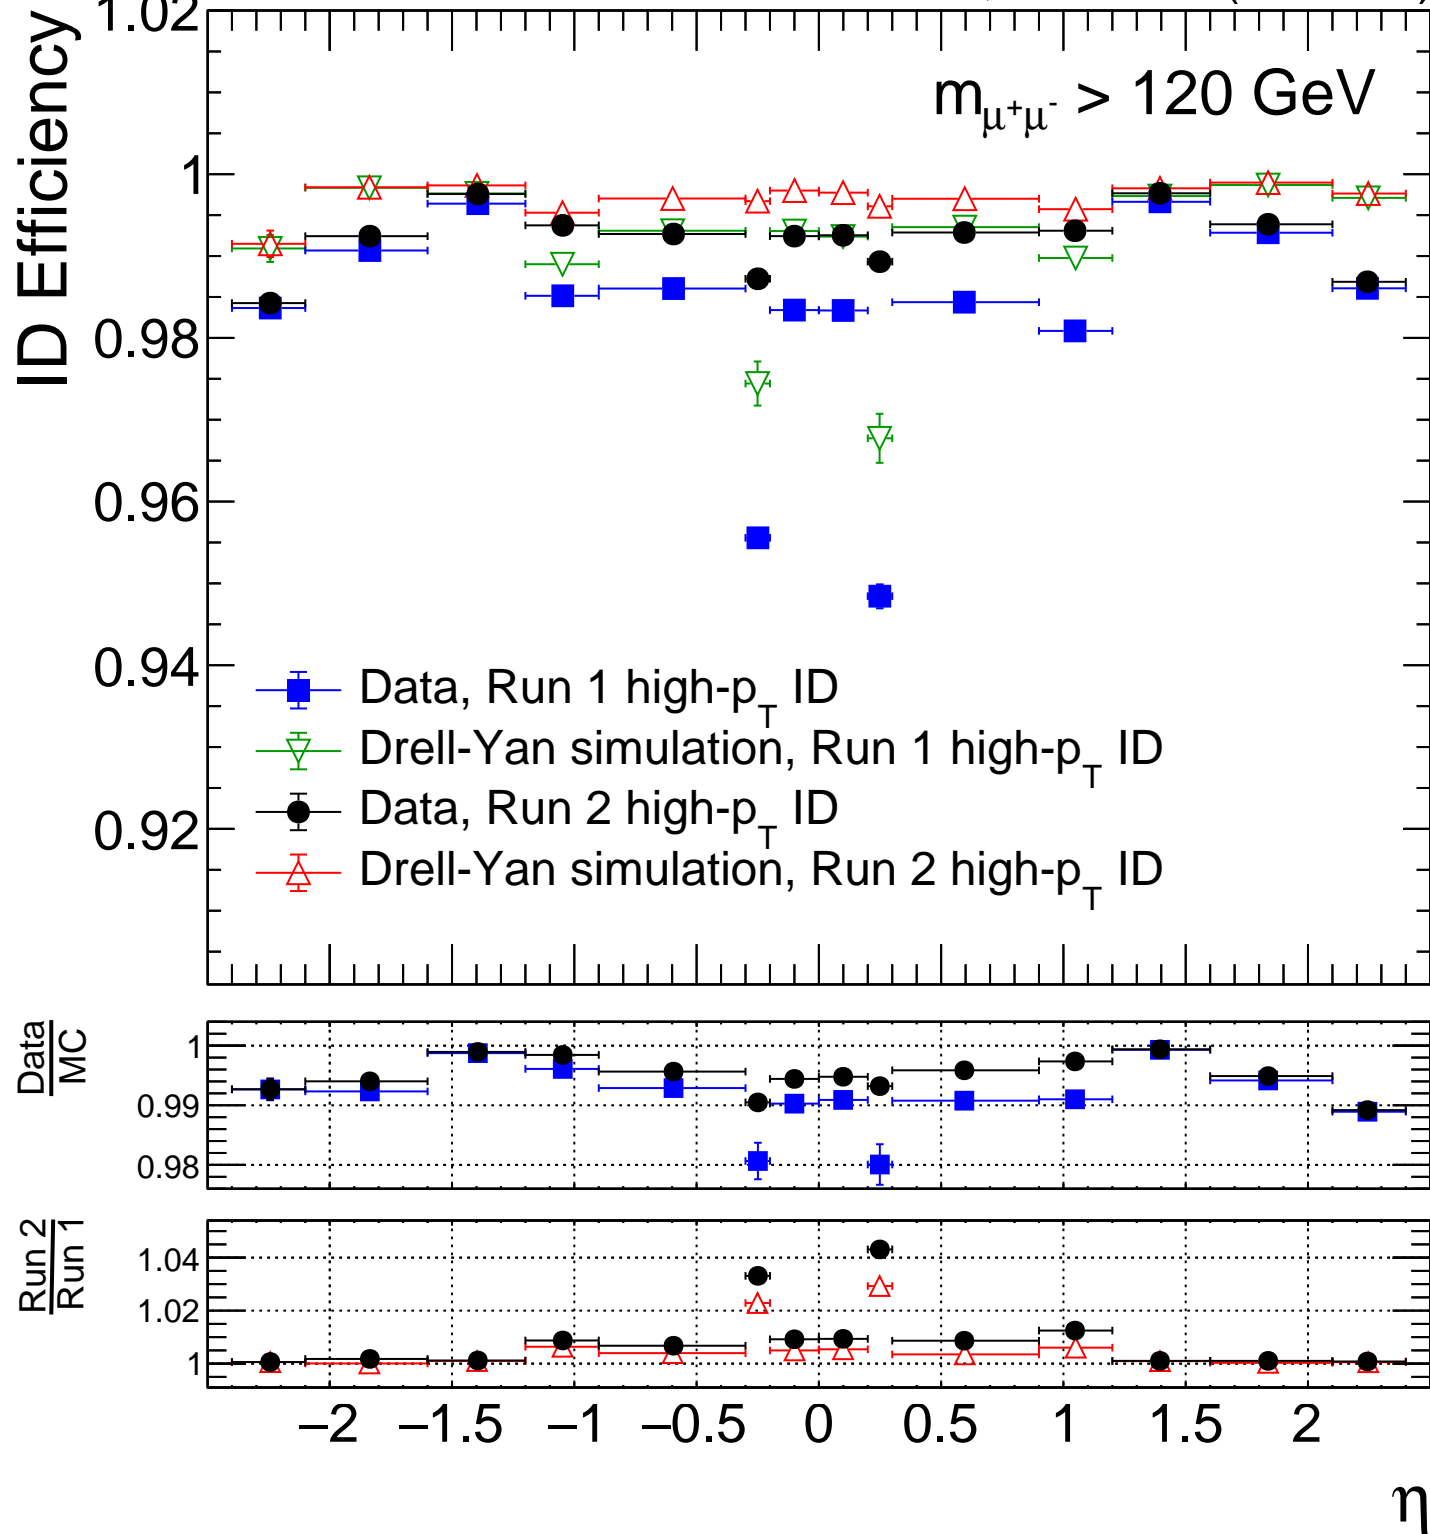 1.02
ID Efficiency
m_{μ⁺μ⁻} > 120 GeV
1
0.98
0.96
0.94
0.92
Data, Run 1 high-p_T ID
Drell-Yan simulation, Run 1 high-p_T ID
Data, Run 2 high-p_T ID
Drell-Yan simulation, Run 2 high-p_T ID
Data
MC
1
0.99
0.98
Run 2
Run 1
1.04
1.02
1
−2 −1.5 −1 −0.5 0 0.5 1 1.5 2
η